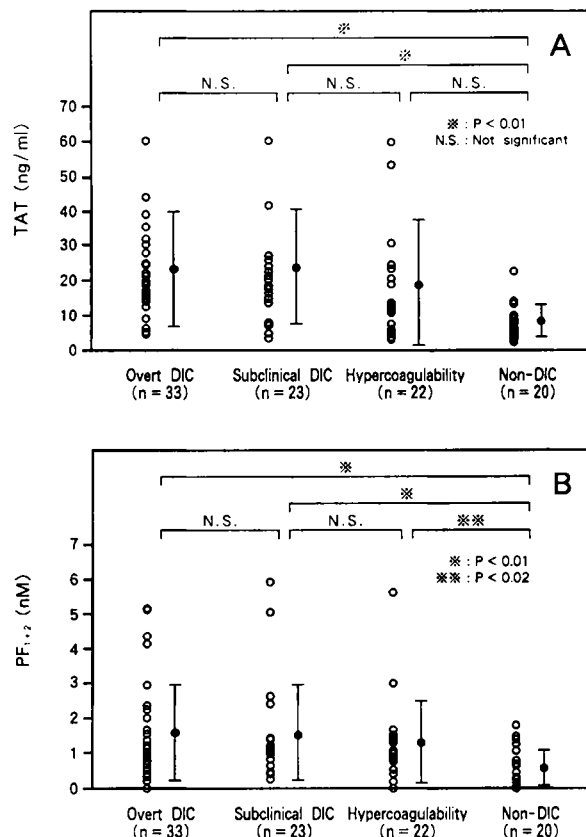 A
※
※
N.S.
N.S.
N.S.
※ : P < 0.01
N.S. : Not significant
TAT (ng/ml)
70
60
50
40
30
20
10
0
Overt DIC
(n = 33)
Subclinical DIC
(n = 23)
Hypercoagulability
(n = 22)
Non-DIC
(n = 20)
B
※
※
N.S.
N.S.
※※
※ : P < 0.01
※※ : P < 0.02
PF₁₊₂ (nM)
7
6
5
4
3
2
1
0
Overt DIC
(n = 33)
Subclinical DIC
(n = 23)
Hypercoagulability
(n = 22)
Non-DIC
(n = 20)